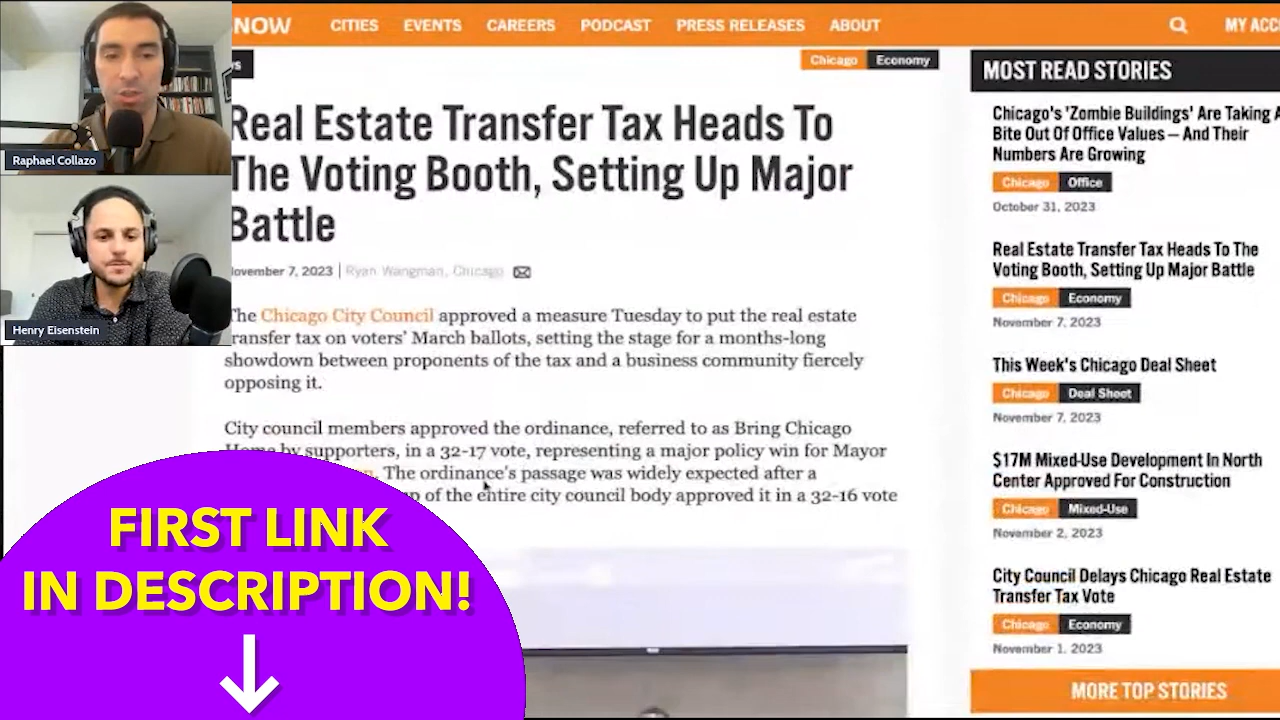 NOW
CITIES
EVENTS
CAREERS
PODCAST
PRESS RELEASES
ABOUT
MY ACC
Raphael Collazo
Henry Eisenstein
Chicago Economy
Real Estate Transfer Tax Heads To
The Voting Booth, Setting Up Major
Battle
November 7, 2023 | Ryan Wangman, Chicago
The Chicago City Council approved a measure Tuesday to put the real estate
transfer tax on voters' March ballots, setting the stage for a months-long
showdown between proponents of the tax and a business community fiercely
opposing it.
City council members approved the ordinance, referred to as Bring Chicago
Home by supporters, in a 32-17 vote, representing a major policy win for Mayor
The ordinance's passage was widely expected after a
of the entire city council body approved it in a 32-16 vote
MOST READ STORIES
Chicago's 'Zombie Buildings' Are Taking A
Bite Out Of Office Values — And Their
Numbers Are Growing
Chicago Office
October 31, 2023
Real Estate Transfer Tax Heads To The
Voting Booth, Setting Up Major Battle
Chicago Economy
November 7, 2023
This Week's Chicago Deal Sheet
Chicago Deal Sheet
November 7, 2023
$17M Mixed-Use Development In North
Center Approved For Construction
Chicago Mixed-Use
November 2, 2023
City Council Delays Chicago Real Estate
Transfer Tax Vote
Chicago Economy
November 1, 2023
MORE TOP STORIES
FIRST LINK
IN DESCRIPTION!